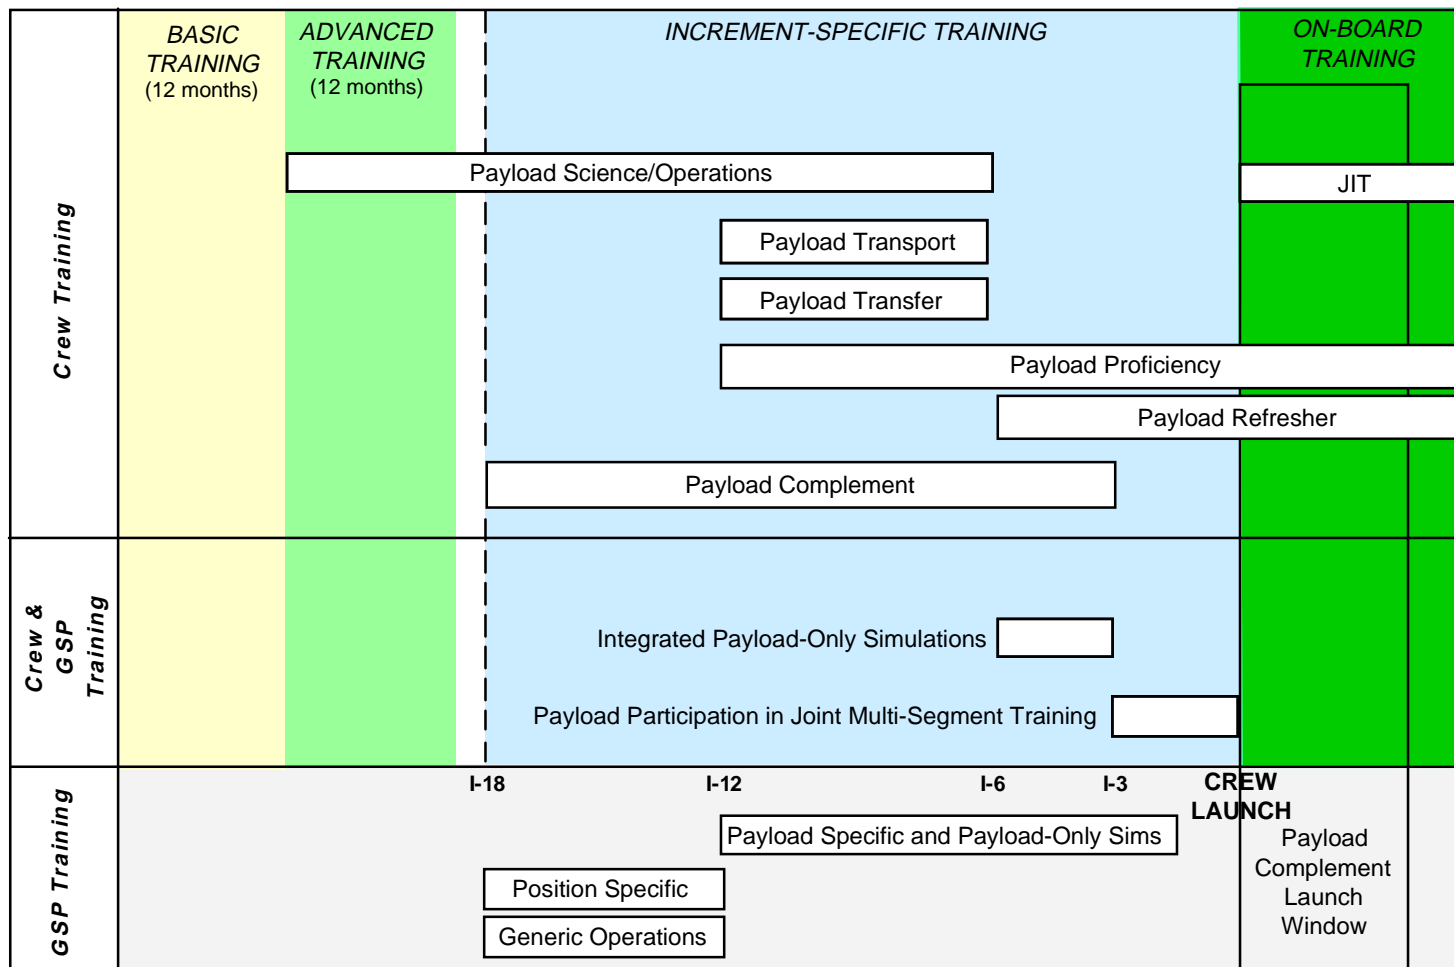 BASIC
TRAINING
(12 months)
ADVANCED
TRAINING
(12 months)
INCREMENT-SPECIFIC TRAINING
ON-BOARD
TRAINING
Crew Training
Payload Science/Operations
JIT
Payload Transport
Payload Transfer
Payload Proficiency
Payload Refresher
Payload Complement
Crew &
GSP
Training
Integrated Payload-Only Simulations
Payload Participation in Joint Multi-Segment Training
I-18
I-12
I-6
I-3
CREW
LAUNCH
GSP Training
Payload Specific and Payload-Only Sims
Position Specific
Generic Operations
Payload
Complement
Launch
Window